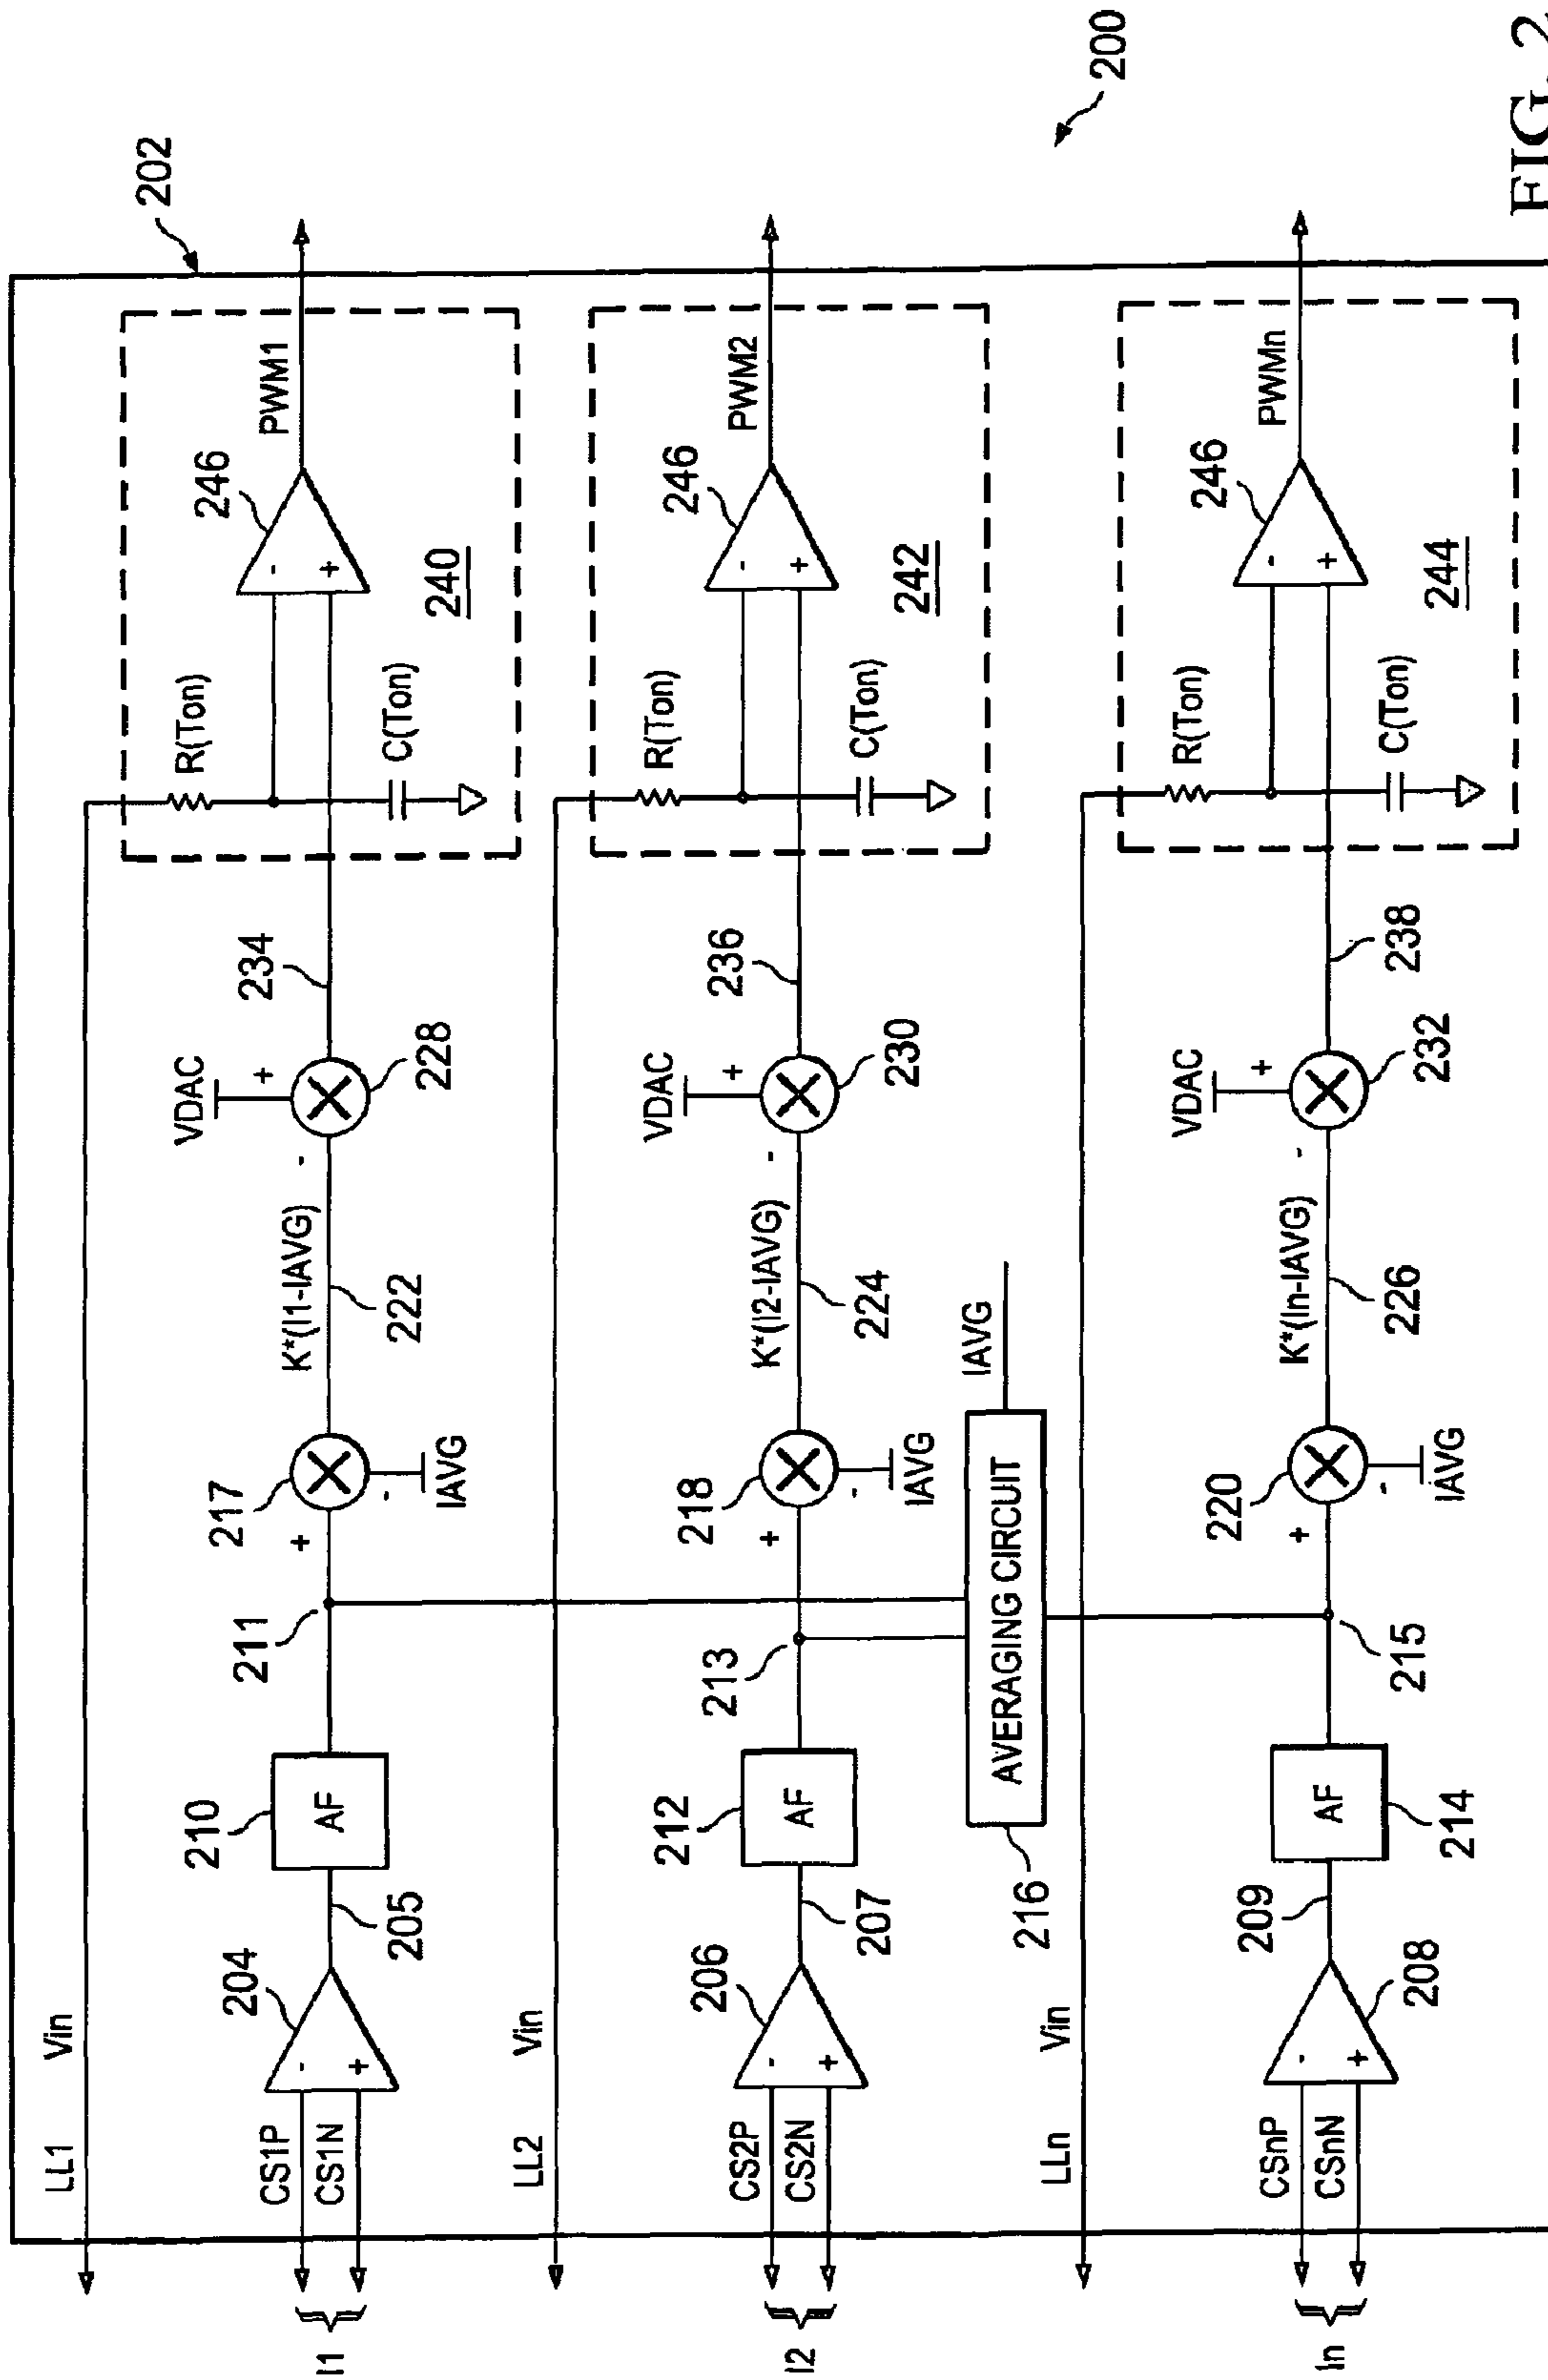 202
LL1 Vin
R(Ton)
246
PWM1
VDAC
234
CS1P
204
210
211
217
K*(I1-IAVG)
I1
CS1N
-
+
AF
+
-
-
+
-
+
205
IAVG
222
228
C(Ton)
240
LL2 Vin
R(Ton)
246
PWM2
VDAC
236
CS2P
206
212
213
218
K*(I2-IAVG)
I2
CS2N
-
+
AF
+
-
-
+
-
+
207
IAVG
224
230
C(Ton)
242
216
AVERAGING CIRCUIT
IAVG
200
LLn Vin
R(Ton)
246
PWMn
VDAC
238
CSnP
209
220
K*(In-IAVG)
In
CSnN
-
+
AF
+
-
-
+
-
+
208
214
215
IAVG
226
232
C(Ton)
244
FIG. 2